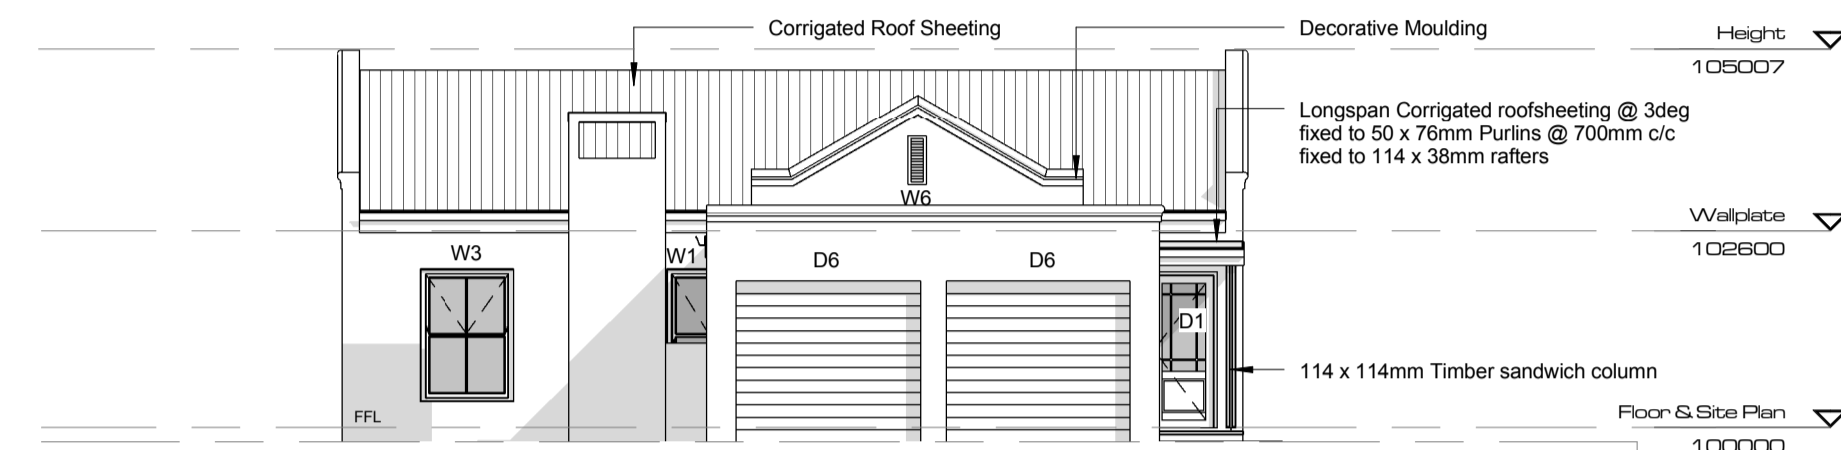 Corrigated Roof Sheeting
Decorative Moulding
Height
105007
Longspan Corrigated roofsheeting @ 3deg
fixed to 50 x 76mm Purlins @ 700mm c/c
fixed to 114 x 38mm rafters
W6
Wallplate
102600
W3
W1
D6
D6
D1
114 x 114mm Timber sandwich column
FFL
Floor & Site Plan
100000